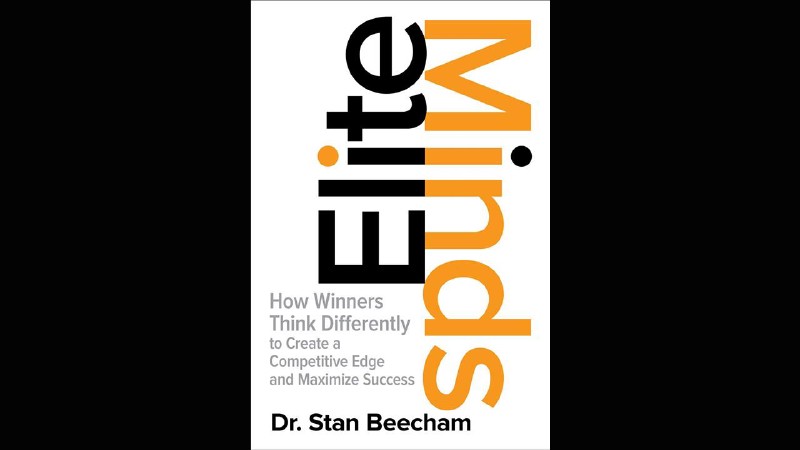 Elite
Minds
How Winners
Think Differently
to Create a
Competitive Edge
and Maximize Success
Dr. Stan Beecham